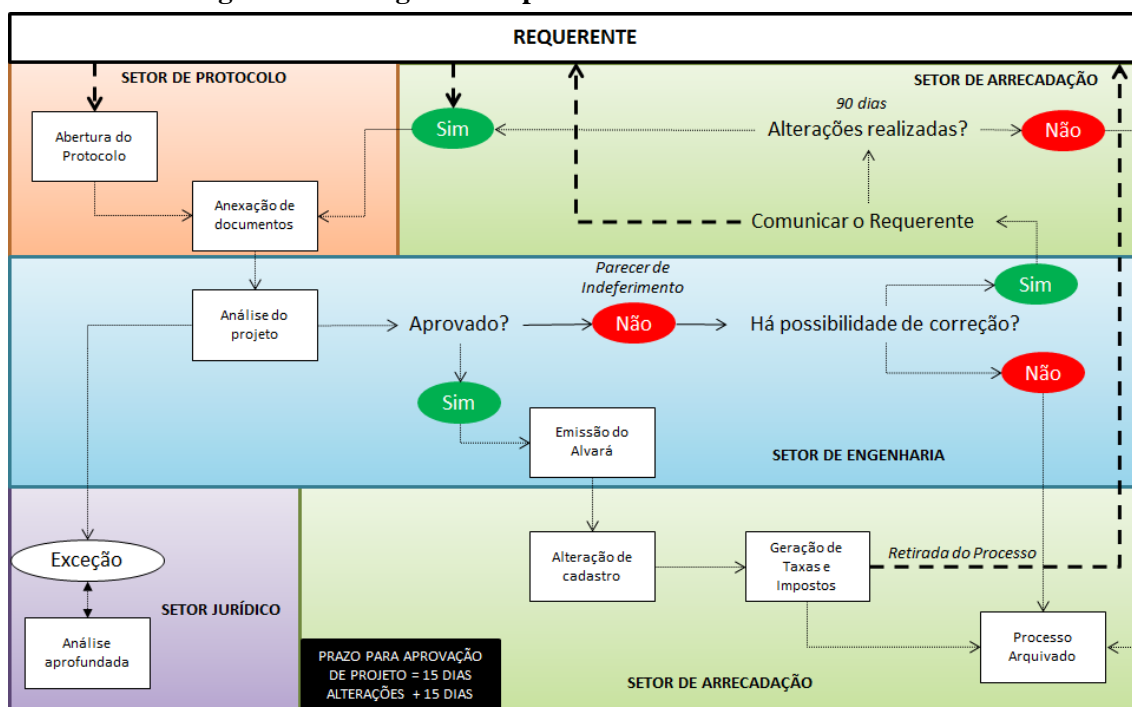 REQUERENTE
SETOR DE PROTOCOLO
SETOR DE ARRECADAÇÃO
Abertura do
Protocolo
Sim
90 dias
Alterações realizadas?
Não
Anexação de
documentos
Comunicar o Requerente
Parecer de
Indeferimento
Sim
Análise do
projeto
Aprovado?
Não
Há possibilidade de correção?
Não
Sim
Emissão do
Alvará
SETOR DE ENGENHARIA
Exceção
Alteração de
cadastro
Geração de
Taxas e
Impostos
Retirada do Processo
SETOR JURÍDICO
Análise
aprofundada
PRAZO PARA APROVAÇÃO
DE PROJETO = 15 DIAS
ALTERAÇÕES + 15 DIAS
Processo
Arquivado
SETOR DE ARRECADAÇÃO